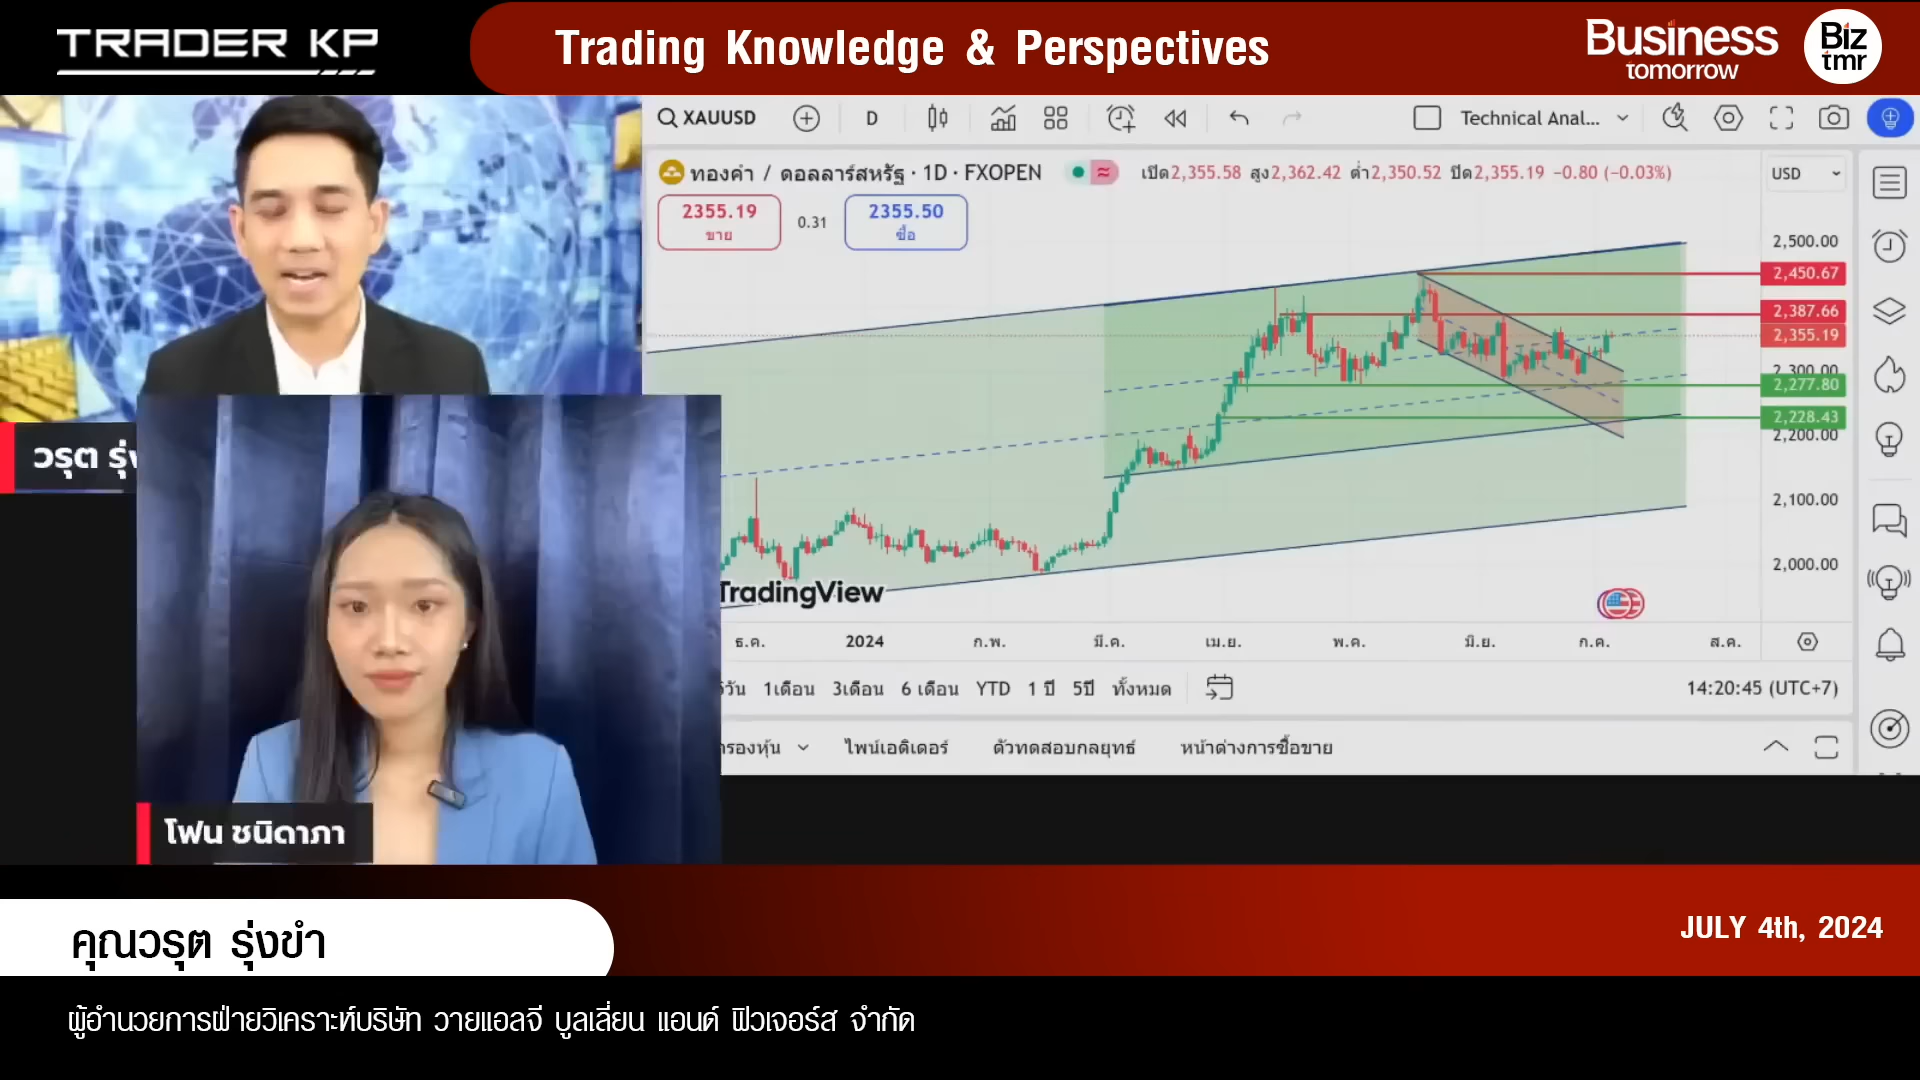 TRADER KP
Trading Knowledge & Perspectives
Business
tomorrow
Biz
tmr
XAUUSD
D
Technical Anal...
ทองคำ / ดอลลาร์สหรัฐ · 1D · FXOPEN
เปิด2,355.58 สูง2,362.42 ต่ำ2,350.52 ปิด2,355.19 −0.80 (−0.03%)
USD
2355.19
ขาย
0.31
2355.50
ซื้อ
2,500.00
2,450.67
2,387.66
2,355.19
2,300.00
2,277.80
2,228.43
2,200.00
2,100.00
2,000.00
TradingView
ธ.ค. 2024 ก.พ. มี.ค. เม.ย. พ.ค. มิ.ย. ก.ค. ส.ค.
1เดือน 3เดือน 6 เดือน YTD 1 ปี 5ปี ทั้งหมด
14:20:45 (UTC+7)
ไพน์เอดิเตอร์ ตัวทดสอบกลยุทธ์ หน้าต่างการซื้อขาย
วรุต
โฟน ชนิดาภา
คุณวรุต รุ่งขำ
JULY 4th, 2024
ผู้อำนวยการฝ่ายวิเคราะห์บริษัท วายแอลจี บูลเลี่ยน แอนด์ ฟิวเจอร์ส จำกัด